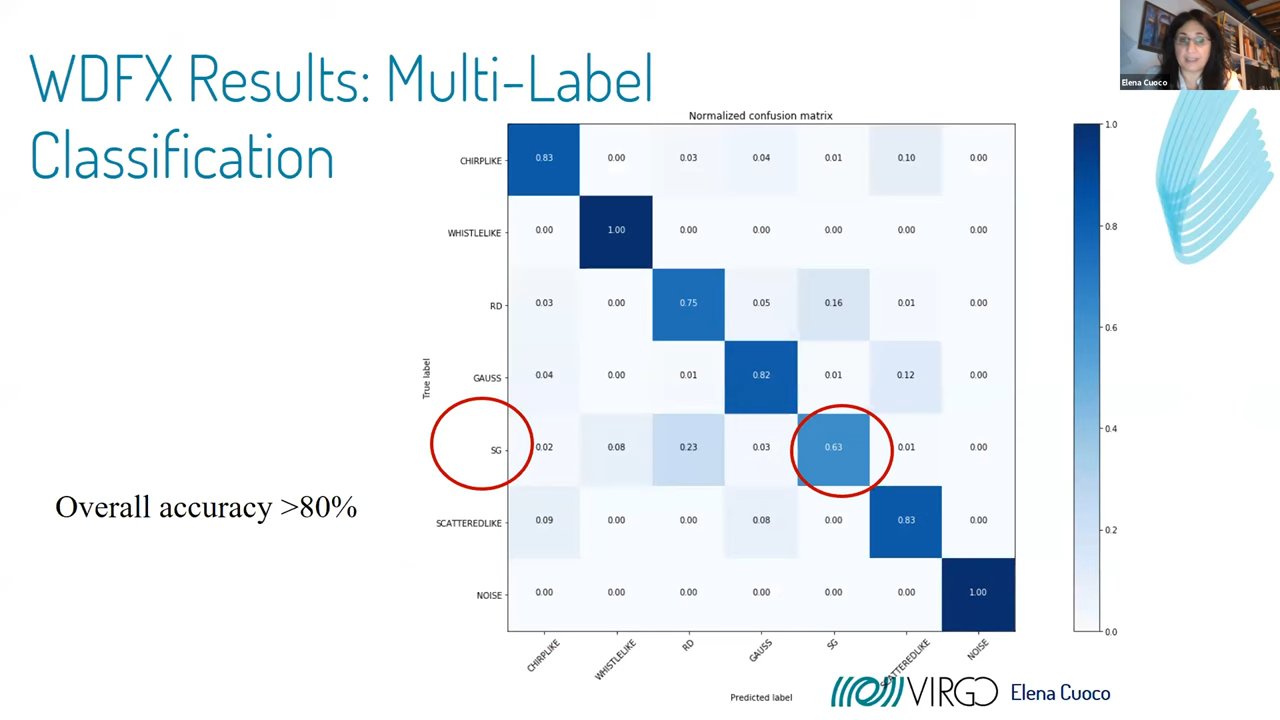 WDFX Results: Multi-Label
Classification
Elena Cuoco
Normalized confusion matrix
CHIRPLIKE 0.83 0.00 0.03 0.04 0.01 0.10 0.00
WHISTLELIKE 0.00 1.00 0.00 0.00 0.00 0.00 0.00
RD 0.03 0.00 0.75 0.05 0.16 0.01 0.00
GAUSS 0.04 0.00 0.01 0.82 0.01 0.12 0.00
SG 0.02 0.08 0.23 0.03 0.63 0.01 0.00
SCATTEREDLIKE 0.09 0.00 0.00 0.08 0.00 0.83 0.00
NOISE 0.00 0.00 0.00 0.00 0.00 0.00 1.00
True label
CHIRPLIKE WHISTLELIKE RD GAUSS SG SCATTEREDLIKE NOISE
Predicted label
1.0
0.8
0.6
0.4
0.2
0.0
Overall accuracy >80%
VIRGO Elena Cuoco